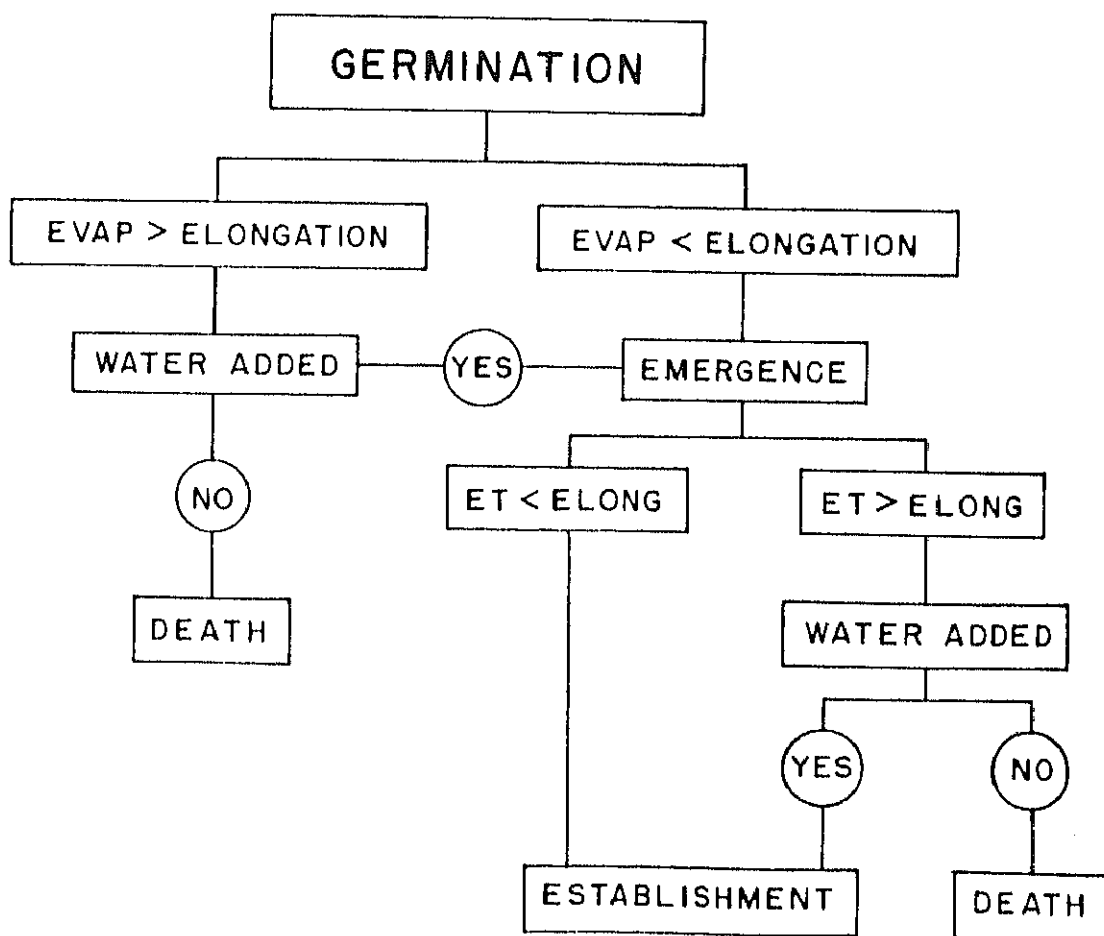 GERMINATION
EVAP > ELONGATION
EVAP < ELONGATION
WATER ADDED
YES
EMERGENCE
NO
ET < ELONG
ET > ELONG
DEATH
WATER ADDED
YES
NO
ESTABLISHMENT
DEATH